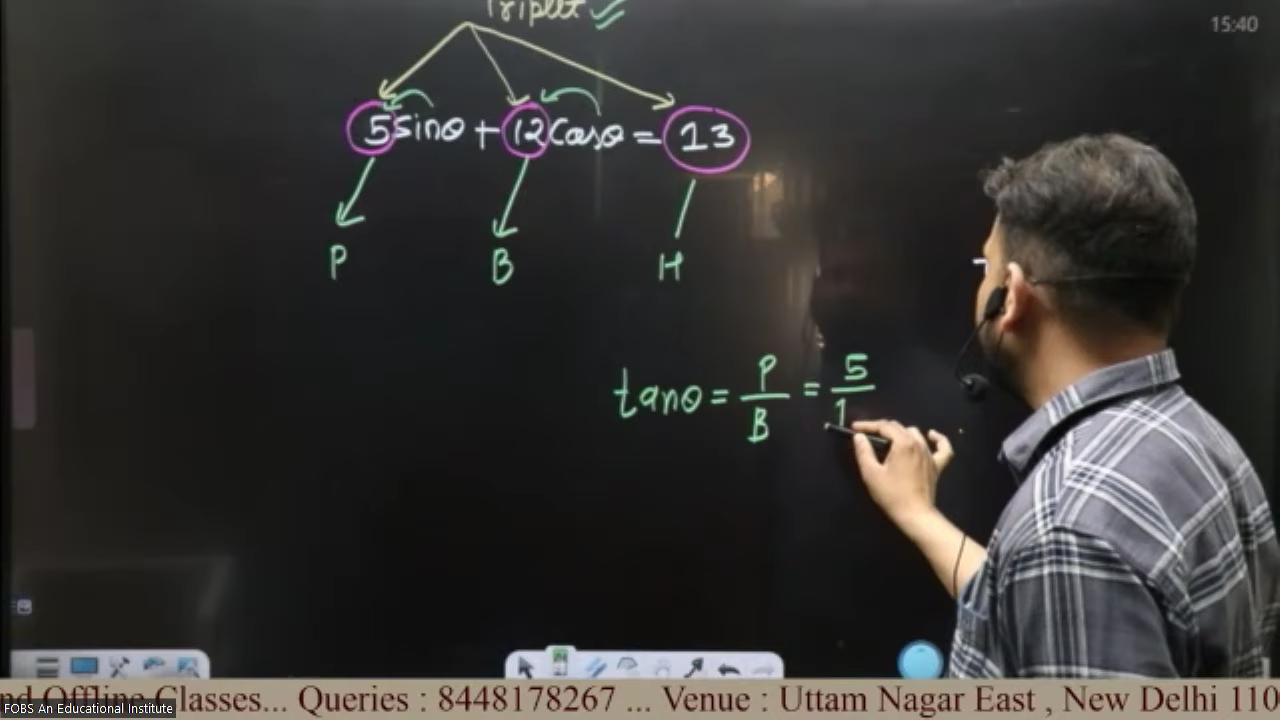 Triplet
15:40
5sinθ + 12Cosθ = 13
P B H
tanθ = P/B = 5/1
nd Offline Classes... Queries : 8448178267 ... Venue : Uttam Nagar East , New Delhi 110
FOBS An Educational Institute